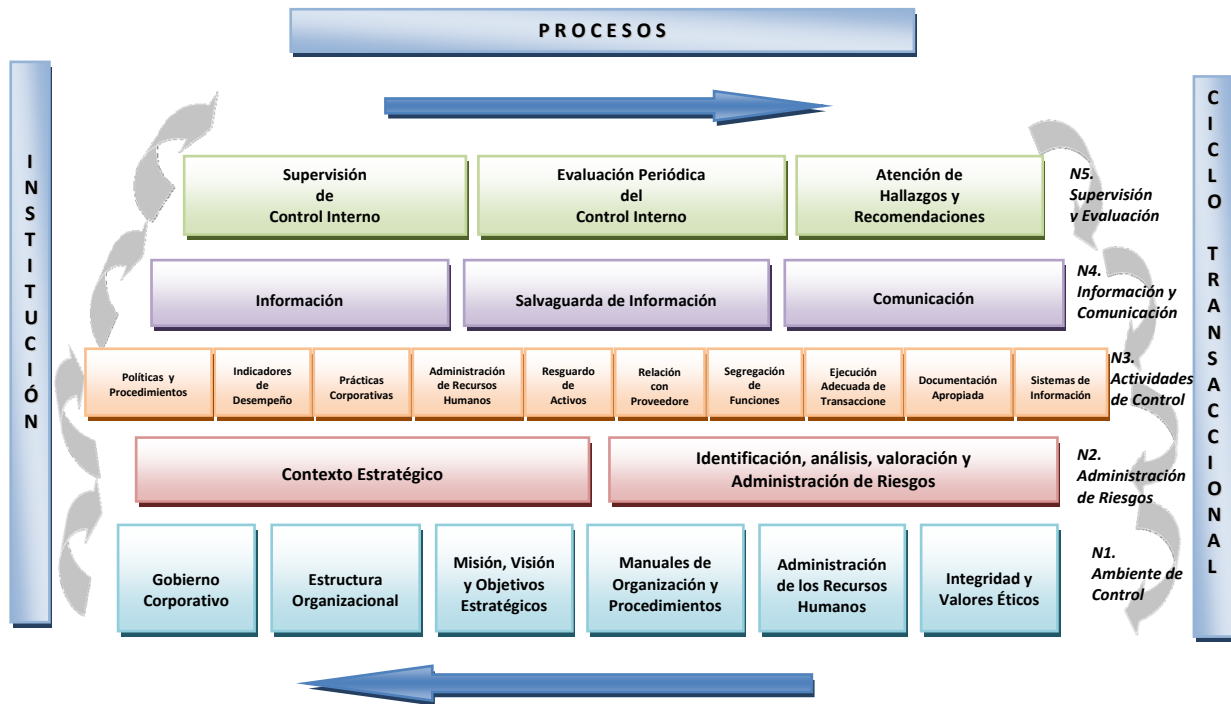 PROCESOS
INSTITUCIÓN
CICLO TRANSACCIONAL
Supervisión
de
Control Interno
Evaluación Periódica
del
Control Interno
Atención de
Hallazgos y
Recomendaciones
N5.
Supervisión
y Evaluación
Información
Salvaguarda de Información
Comunicación
N4.
Información y
Comunicación
Políticas y
Procedimientos
Indicadores
de
Desempeño
Prácticas
Corporativas
Administración
de Recursos
Humanos
Resguardo
de
Activos
Relación
con
Proveedore
Segregación
de
Funciones
Ejecución
Adecuada de
Transaccione
Documentación
Apropiada
Sistemas de
Información
N3.
Actividades
de Control
Contexto Estratégico
Identificación, análisis, valoración y
Administración de Riesgos
N2.
Administración
de Riesgos
Gobierno
Corporativo
Estructura
Organizacional
Misión, Visión
y Objetivos
Estratégicos
Manuales de
Organización y
Procedimientos
Administración
de los Recursos
Humanos
Integridad y
Valores Éticos
N1.
Ambiente de
Control